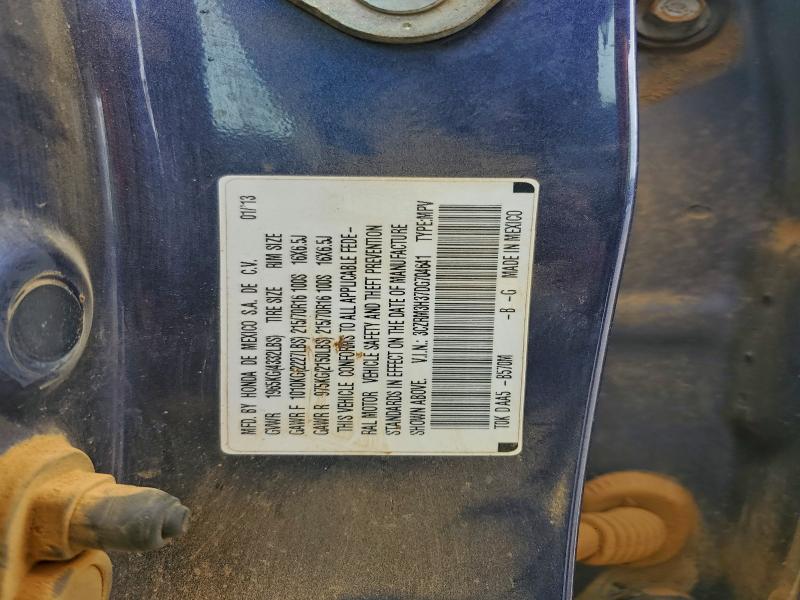 MFD. BY HONDA DE MEXICO S.A. DE C.V. 01/13
GVWR 1965KG(4332LBS) TIRE SIZE RIM SIZE
GAWR F 1010KG(2227LBS) 215/70R16 100S 16X6.5J
GAWR R 975KG(2150LBS) 215/70R16 100S 16X6.5J
THIS VEHICLE CONFORMS TO ALL APPLICABLE FEDE-
RAL MOTOR VEHICLE SAFETY AND THEFT PREVENTION
STANDARDS IN EFFECT ON THE DATE OF MANUFACTURE
SHOWN ABOVE. V.I.N.: 3CZRM3H37DG704641 TYPE:MPV
T0K D AA5 -B570M -B -G MADE IN MEXICO